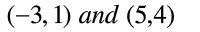 (−3, 1) and (5,4)